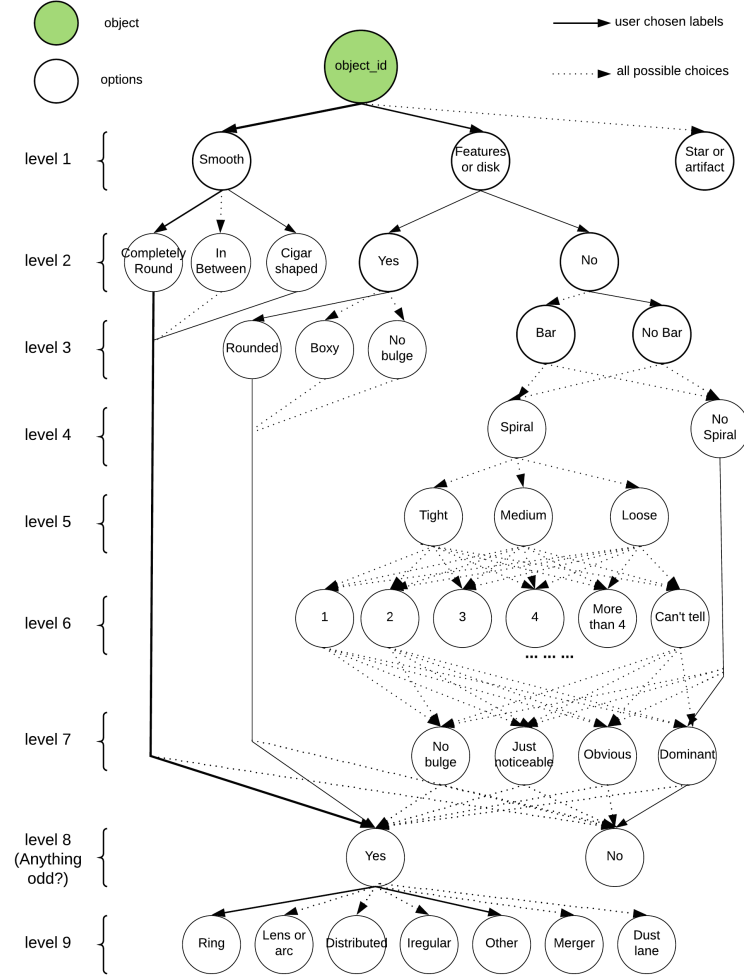 object
user chosen labels
object_id
options
all possible choices
level 1
Smooth
Features
or disk
Star or
artifact
level 2
Completely
Round
In
Between
Cigar
shaped
Yes
No
level 3
Rounded
Boxy
No
bulge
Bar
No Bar
level 4
Spiral
No
Spiral
level 5
Tight
Medium
Loose
level 6
1
2
3
4
More
than 4
Can't tell
... ... ...
level 7
No
bulge
Just
noticeable
Obvious
Dominant
level 8
(Anything
odd?)
Yes
No
level 9
Ring
Lens or
arc
Distributed
Irregular
Other
Merger
Dust
lane